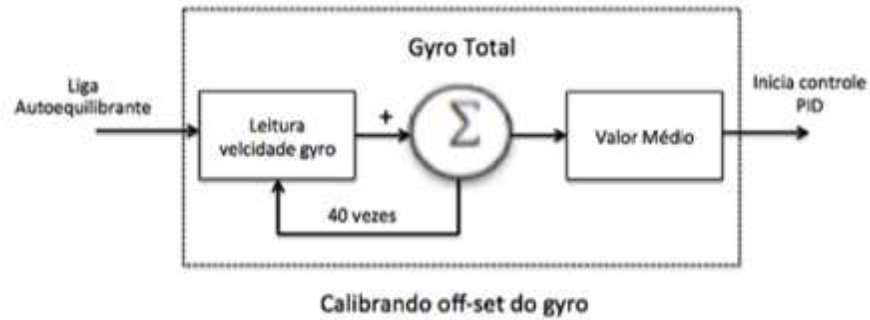 Gyro Total
Liga
Autoequilibrante
Leitura
velcidade gyro
+
Σ
Valor Médio
Inicia controle
PID
40 vezes
Calibrando off-set do gyro